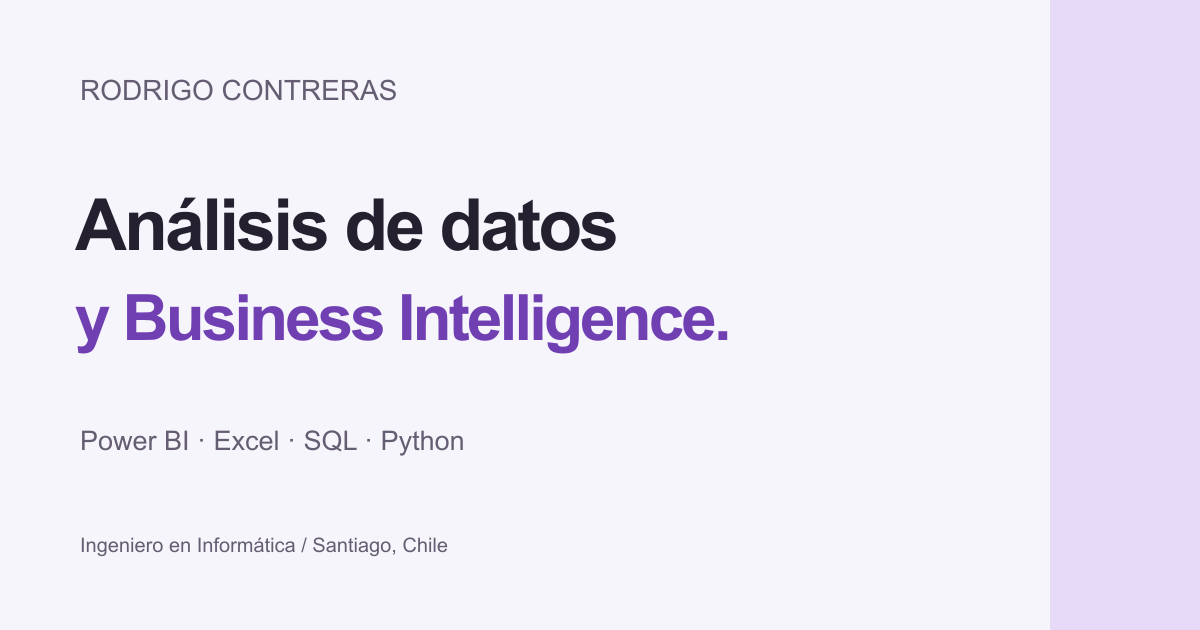 RODRIGO CONTRERAS
Análisis de datos
y Business Intelligence.
Power BI · Excel · SQL · Python
Ingeniero en Informática / Santiago, Chile